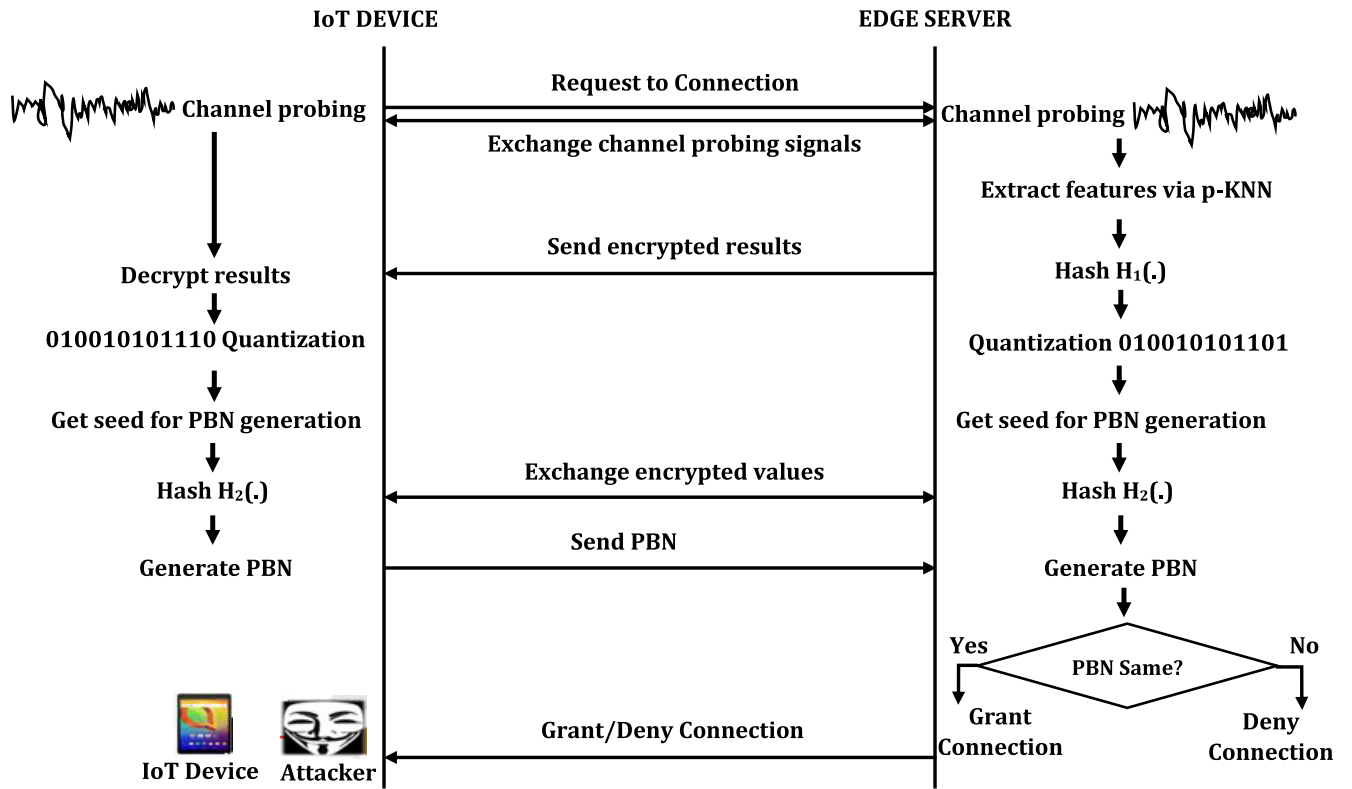 IoT DEVICE
EDGE SERVER
Request to Connection
Channel probing
Channel probing
Exchange channel probing signals
Extract features via p-KNN
Send encrypted results
Decrypt results
Hash H₁(.)
010010101110 Quantization
Quantization 010010101101
Get seed for PBN generation
Get seed for PBN generation
Exchange encrypted values
Hash H₂(.)
Hash H₂(.)
Send PBN
Generate PBN
Generate PBN
Yes
No
PBN Same?
Grant
Connection
Deny
Connection
Grant/Deny Connection
IoT Device
Attacker